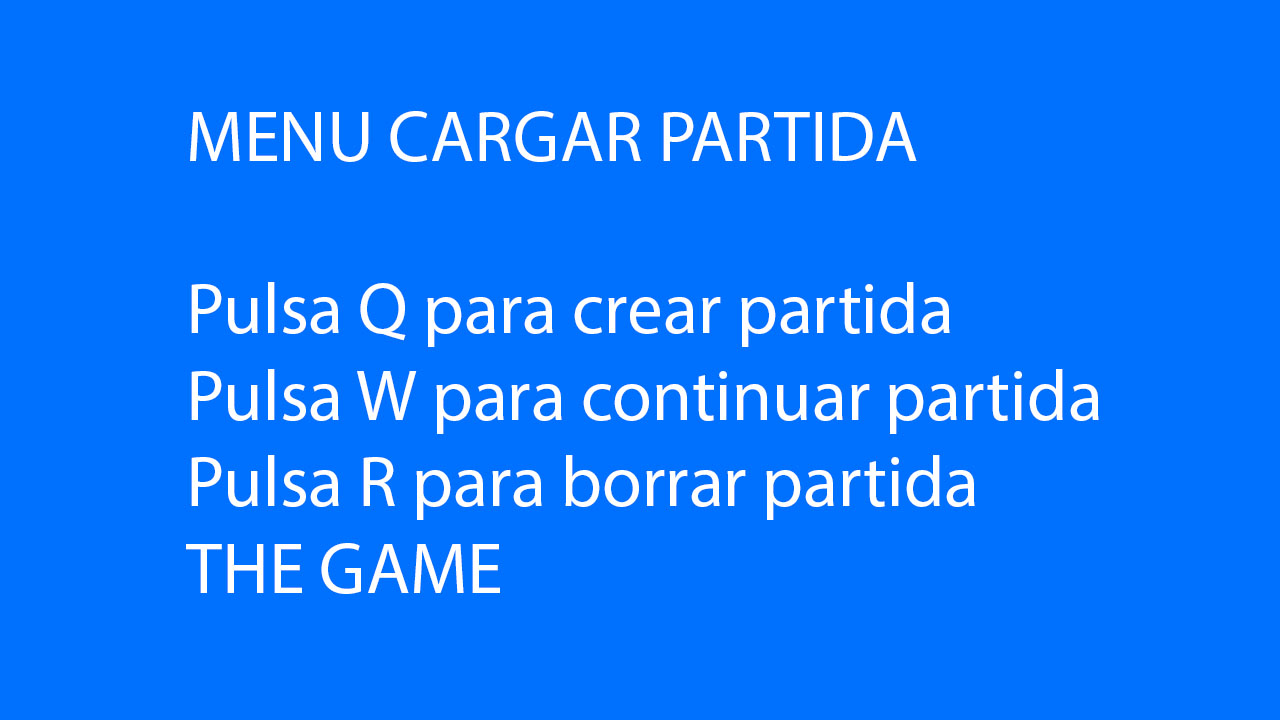 MENU CARGAR PARTIDA
Pulsa Q para crear partida
Pulsa W para continuar partida
Pulsa R para borrar partida
THE GAME